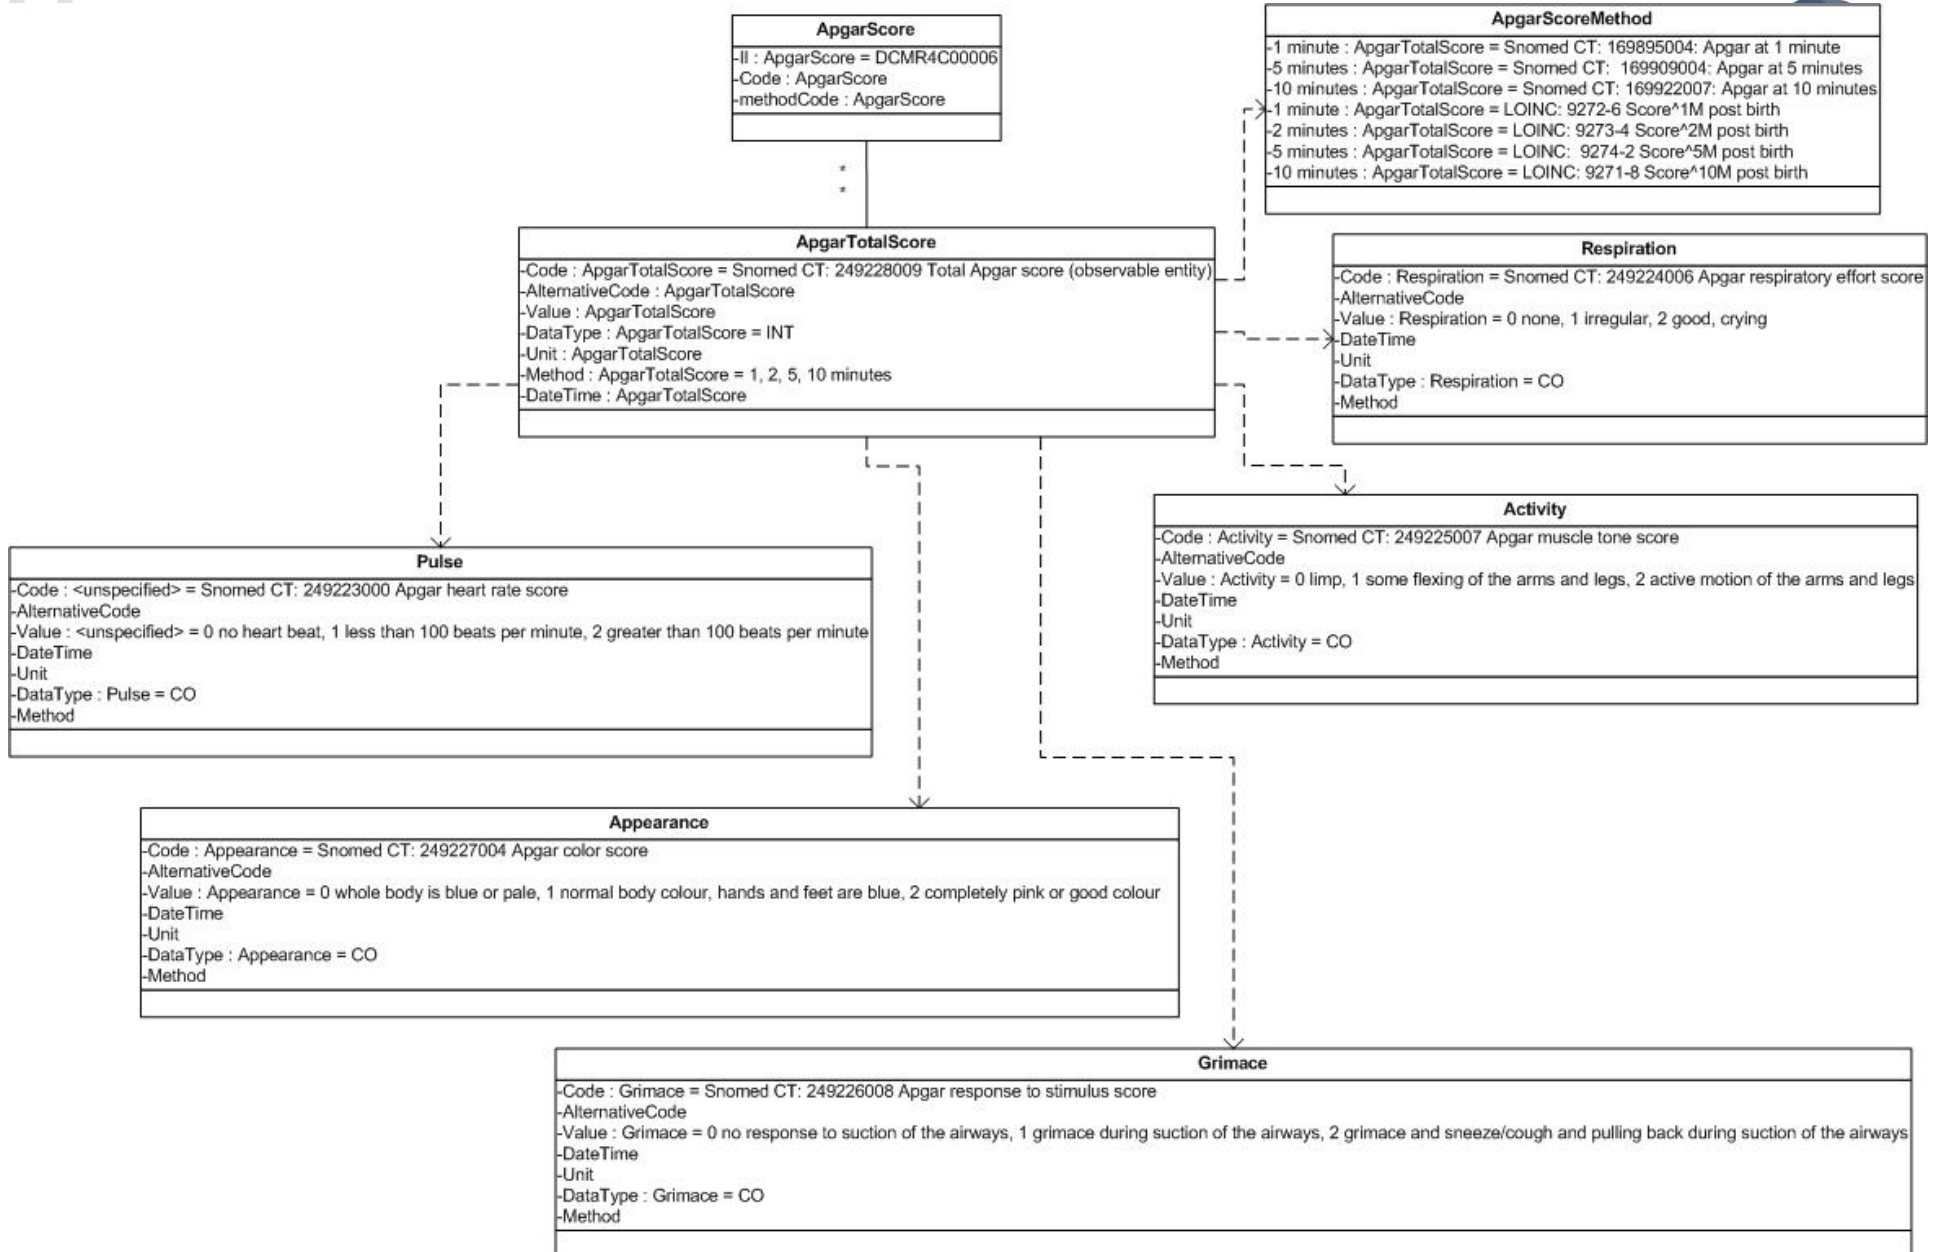 ApgarScore
-II : ApgarScore = DCMR4C00006
-Code : ApgarScore
-methodCode : ApgarScore
*
*
ApgarScoreMethod
-1 minute : ApgarTotalScore = Snomed CT: 169895004: Apgar at 1 minute
-5 minutes : ApgarTotalScore = Snomed CT:  169909004: Apgar at 5 minutes
-10 minutes : ApgarTotalScore = Snomed CT: 169922007: Apgar at 10 minutes
-1 minute : ApgarTotalScore = LOINC: 9272-6 Score^1M post birth
-2 minutes : ApgarTotalScore = LOINC: 9273-4 Score^2M post birth
-5 minutes : ApgarTotalScore = LOINC:  9274-2 Score^5M post birth
-10 minutes : ApgarTotalScore = LOINC: 9271-8 Score^10M post birth
ApgarTotalScore
-Code : ApgarTotalScore = Snomed CT: 249228009 Total Apgar score (observable entity)
-AlternativeCode : ApgarTotalScore
-Value : ApgarTotalScore
-DataType : ApgarTotalScore = INT
-Unit : ApgarTotalScore
-Method : ApgarTotalScore = 1, 2, 5, 10 minutes
-DateTime : ApgarTotalScore
Respiration
-Code : Respiration = Snomed CT: 249224006 Apgar respiratory effort score
-AlternativeCode
-Value : Respiration = 0 none, 1 irregular, 2 good, crying
-DateTime
-Unit
-DataType : Respiration = CO
-Method
Activity
-Code : Activity = Snomed CT: 249225007 Apgar muscle tone score
-AlternativeCode
-Value : Activity = 0 limp, 1 some flexing of the arms and legs, 2 active motion of the arms and legs
-DateTime
-Unit
-DataType : Activity = CO
-Method
Pulse
-Code : <unspecified> = Snomed CT: 249223000 Apgar heart rate score
-AlternativeCode
-Value : <unspecified> = 0 no heart beat, 1 less than 100 beats per minute, 2 greater than 100 beats per minute
-DateTime
-Unit
-DataType : Pulse = CO
-Method
Appearance
-Code : Appearance = Snomed CT: 249227004 Apgar color score
-AlternativeCode
-Value : Appearance = 0 whole body is blue or pale, 1 normal body colour, hands and feet are blue, 2 completely pink or good colour
-DateTime
-Unit
-DataType : Appearance = CO
-Method
Grimace
-Code : Grimace = Snomed CT: 249226008 Apgar response to stimulus score
-AlternativeCode
-Value : Grimace = 0 no response to suction of the airways, 1 grimace during suction of the airways, 2 grimace and sneeze/cough and pulling back during suction of the airways
-DateTime
-Unit
-DataType : Grimace = CO
-Method